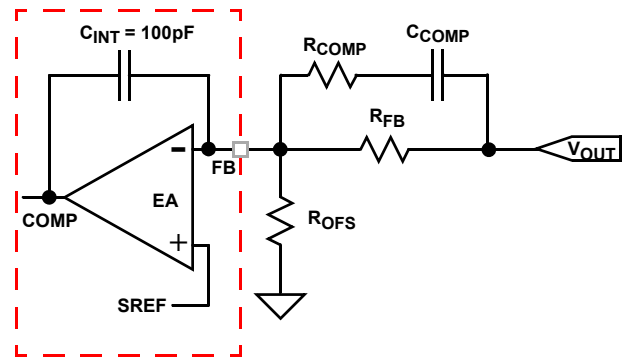 C_INT = 100pF
R_COMP
C_COMP
R_FB
V_OUT
-
FB
EA
COMP
R_OFS
+
SREF